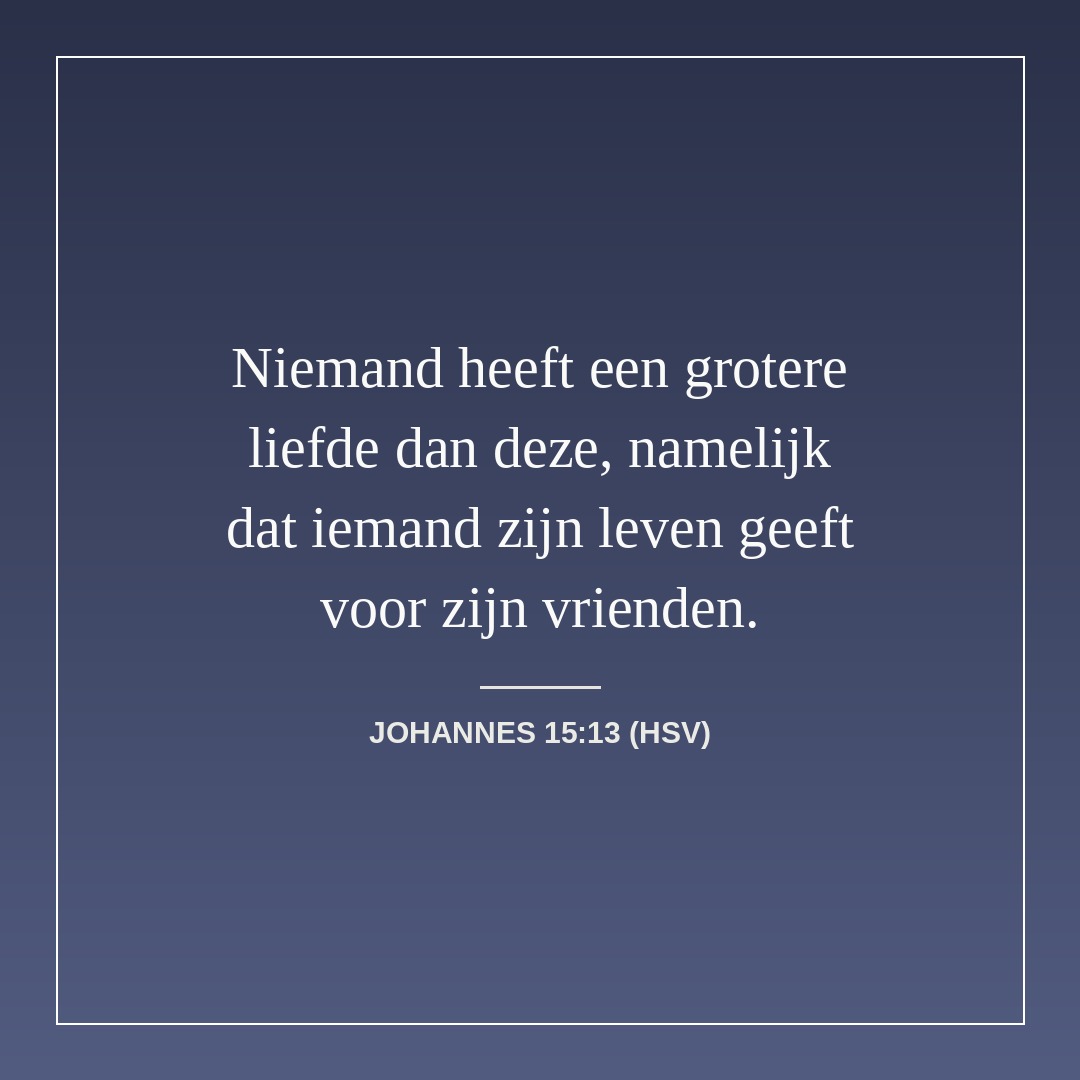 Niemand heeft een grotere
liefde dan deze, namelijk
dat iemand zijn leven geeft
voor zijn vrienden.
JOHANNES 15:13 (HSV)